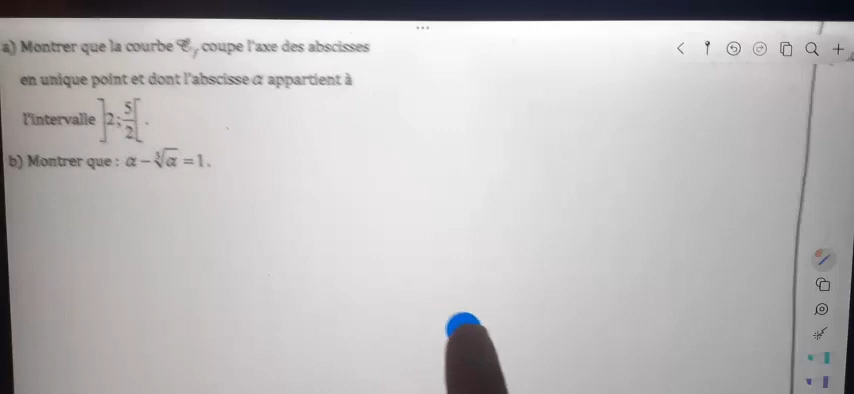 a) Montrer que la courbe 𝒞f coupe l'axe des abscisses
en unique point et dont l'abscisse α appartient à
l'intervalle ]2; 5/2[ .
b) Montrer que : α − ∛α = 1 .